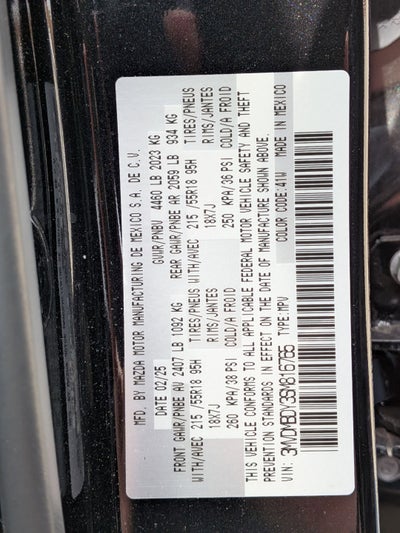 MFD. BY MAZDA MOTOR MANUFACTURING DE MEXICO S.A. DE C.V.
DATE 02/25 GVWR/PNBV 4460 LB 2023 KG
FRONT GAWR/PNBE AV 2407 LB 1092 KG REAR GAWR/PNBE AR 2059 LB 934 KG
WITH/AVEC 215 /55R18 95H TIRES/PNEUS WITH/AVEC 215 /55R18 95H TIRES/PNEUS
18X7J RIMS/JANTES 18X7J RIMS/JANTES
260 KPA/38 PSI COLD/A FROID 250 KPA/36 PSI COLD/A FROID
THIS VEHICLE CONFORMS TO ALL APPLICABLE FEDERAL MOTOR VEHICLE SAFETY AND THEFT
PREVENTION STANDARDS IN EFFECT ON THE DATE OF MANUFACTURE SHOWN ABOVE.
VIN: TYPE:MPV COLOR CODE:41W MADE IN MEXICO